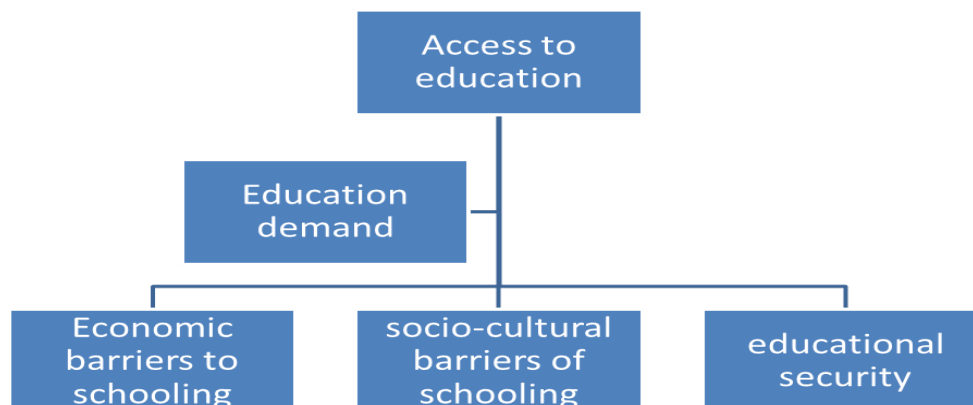 Access to
education
Education
demand
Economic
barriers to
schooling
socio-cultural
barriers of
schooling
educational
security